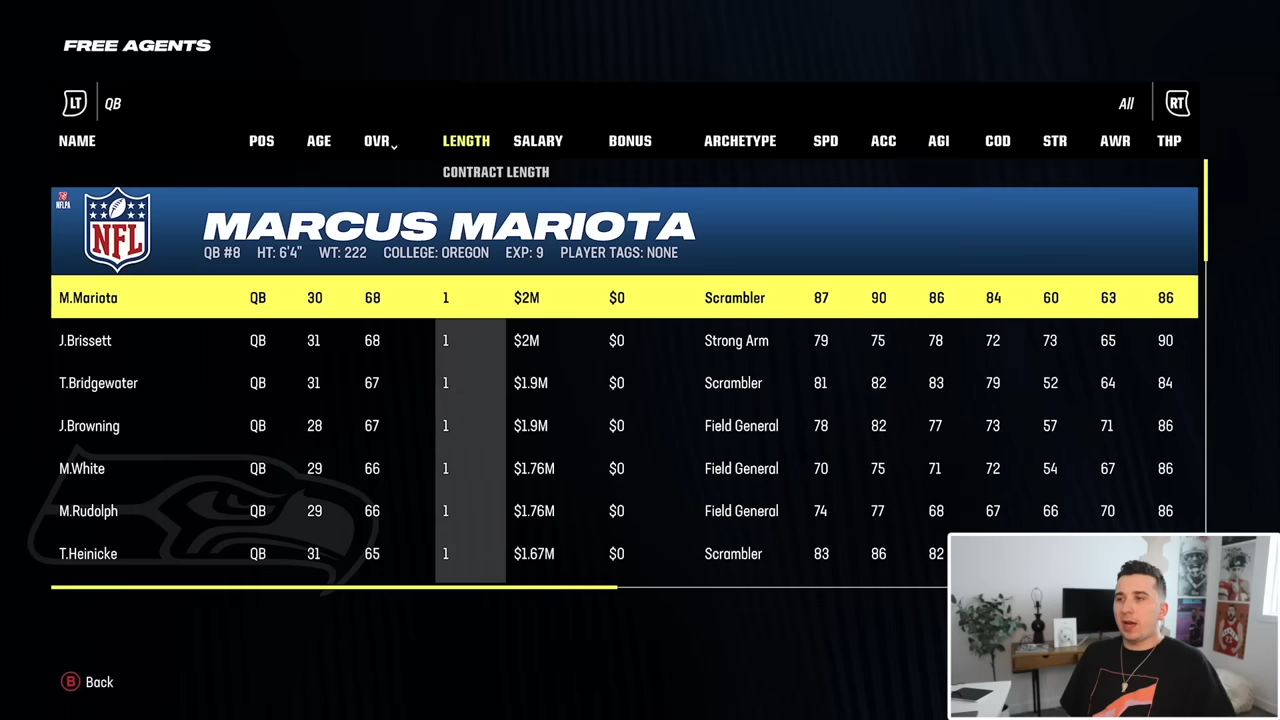 FREE AGENTS
LT QB All RT
NAME POS AGE OVR LENGTH SALARY BONUS ARCHETYPE SPD ACC AGI COD STR AWR THP
CONTRACT LENGTH
NFLPA
NFL
MARCUS MARIOTA
QB #8 HT: 6'4" WT: 222 COLLEGE: OREGON EXP: 9 PLAYER TAGS: NONE
M.Mariota QB 30 68 1 $2M $0 Scrambler 87 90 86 84 60 63 86
J.Brissett QB 31 68 1 $2M $0 Strong Arm 79 75 78 72 73 65 90
T.Bridgewater QB 31 67 1 $1.9M $0 Scrambler 81 82 83 79 52 64 84
J.Browning QB 28 67 1 $1.9M $0 Field General 78 82 77 73 57 71 86
M.White QB 29 66 1 $1.76M $0 Field General 70 75 71 72 54 67 86
M.Rudolph QB 29 66 1 $1.76M $0 Field General 74 77 68 67 66 70 86
T.Heinicke QB 31 65 1 $1.67M $0 Scrambler 83 86 82
B Back